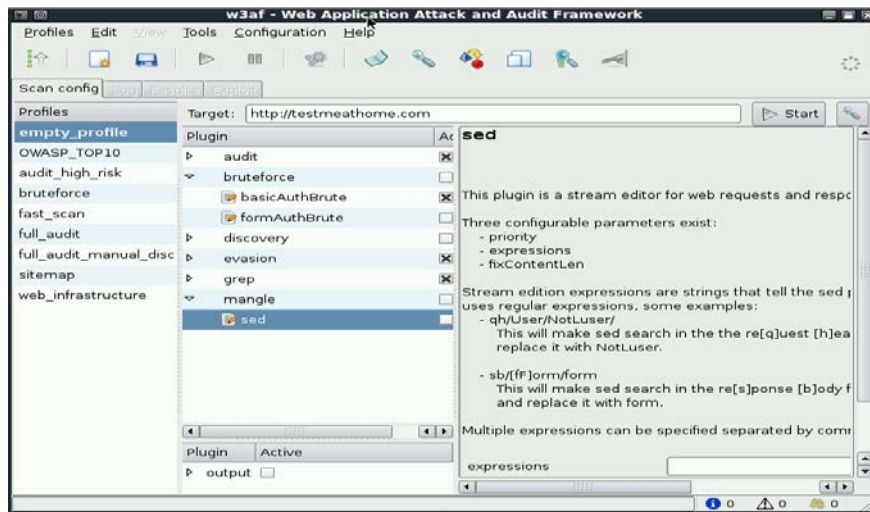 w3af - Web Application Attack and Audit Framework
Profiles Edit View Tools Configuration Help
Scan config Log Results Exploit
Profiles
empty_profile
OWASP_TOP10
audit_high_risk
bruteforce
fast_scan
full_audit
full_audit_manual_disc
sitemap
web_infrastructure
Target: http://testmeathome.com
Start
Plugin Ac
audit
bruteforce
basicAuthBrute
formAuthBrute
discovery
evasion
grep
mangle
sed
Plugin Active
output
sed
This plugin is a stream editor for web requests and respo
Three configurable parameters exist:
- priority
- expressions
- fixContentLen
Stream edition expressions are strings that tell the sed p
uses regular expressions, some examples:
- qh/User/NotLuser/
This will make sed search in the the re[q]uest [h]ea
replace it with NotLuser.
- sb/[fF]orm/form
This will make sed search in the re[s]ponse [b]ody f
and replace it with form.
Multiple expressions can be specified separated by comm
expressions
0 0 0